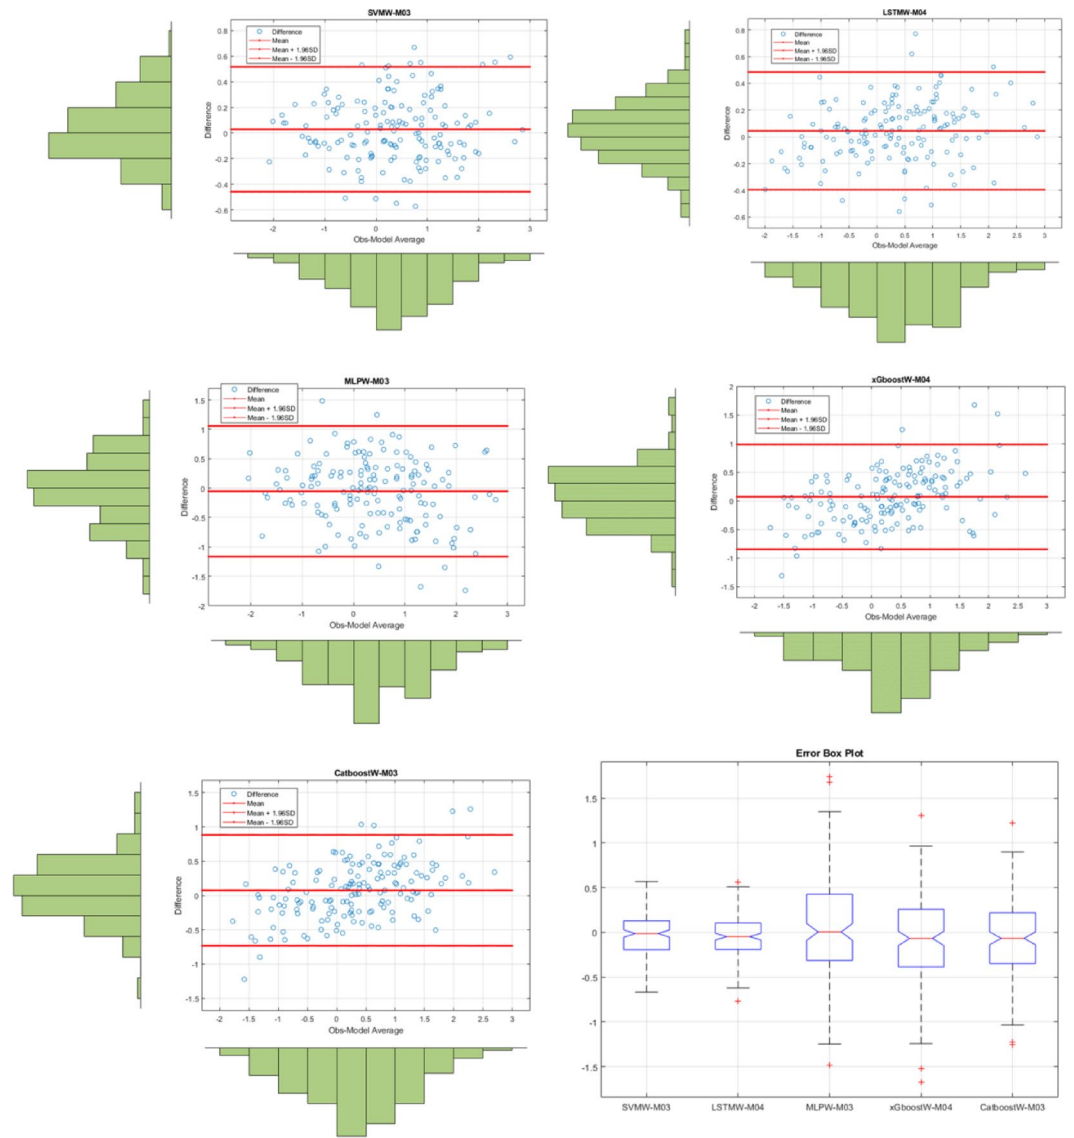 SVMW-M03
Difference
Mean
Mean + 1.96SD
Mean - 1.96SD
0.8
0.6
0.4
0.2
0
-0.2
-0.4
-0.6
Difference
-2 -1 0 1 2 3
Obs-Model Average
LSTMW-M04
Difference
Mean
Mean + 1.96SD
Mean - 1.96SD
0.8
0.6
0.4
0.2
0
-0.2
-0.4
-0.6
Difference
-2 -1.5 -1 -0.5 0 0.5 1 1.5 2 2.5 3
Obs-Model Average
MLPW-M03
Difference
Mean
Mean + 1.96SD
Mean - 1.96SD
1.5
1
0.5
0
-0.5
-1
-1.5
-2
Difference
-2 -1 0 1 2 3
Obs-Model Average
xGboostW-M04
Difference
Mean
Mean + 1.96SD
Mean - 1.96SD
2
1.5
1
0.5
0
-0.5
-1
-1.5
Difference
-2 -1.5 -1 -0.5 0 0.5 1 1.5 2 2.5 3
Obs-Model Average
CatboostW-M03
Difference
Mean
Mean + 1.96SD
Mean - 1.96SD
1.5
1
0.5
0
-0.5
-1
-1.5
Difference
-2 -1.5 -1 -0.5 0 0.5 1 1.5 2 2.5 3
Obs-Model Average
Error Box Plot
1.5
1
0.5
0
-0.5
-1
-1.5
SVMW-M03 LSTMW-M04 MLPW-M03 xGboostW-M04 CatboostW-M03